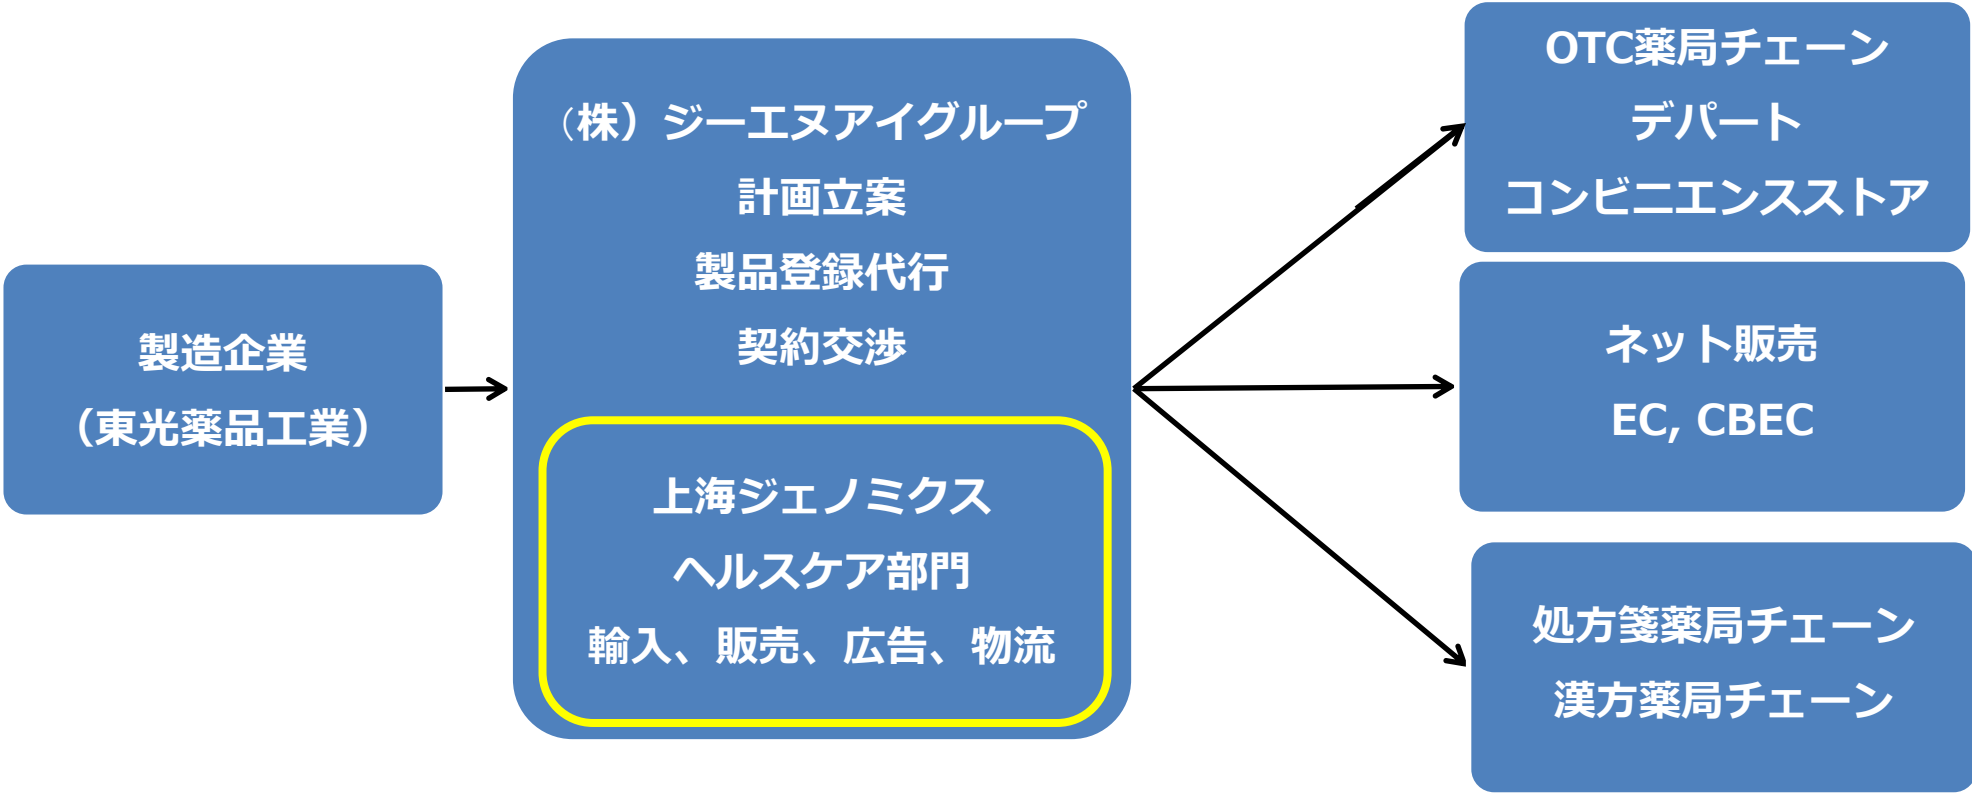 製造企業
（東光薬品工業）
（株）ジーエヌアイグループ
計画立案
製品登録代行
契約交渉
上海ジェノミクス
ヘルスケア部門
輸入、販売、広告、物流
OTC薬局チェーン
デパート
コンビニエンスストア
ネット販売
EC, CBEC
処方箋薬局チェーン
漢方薬局チェーン